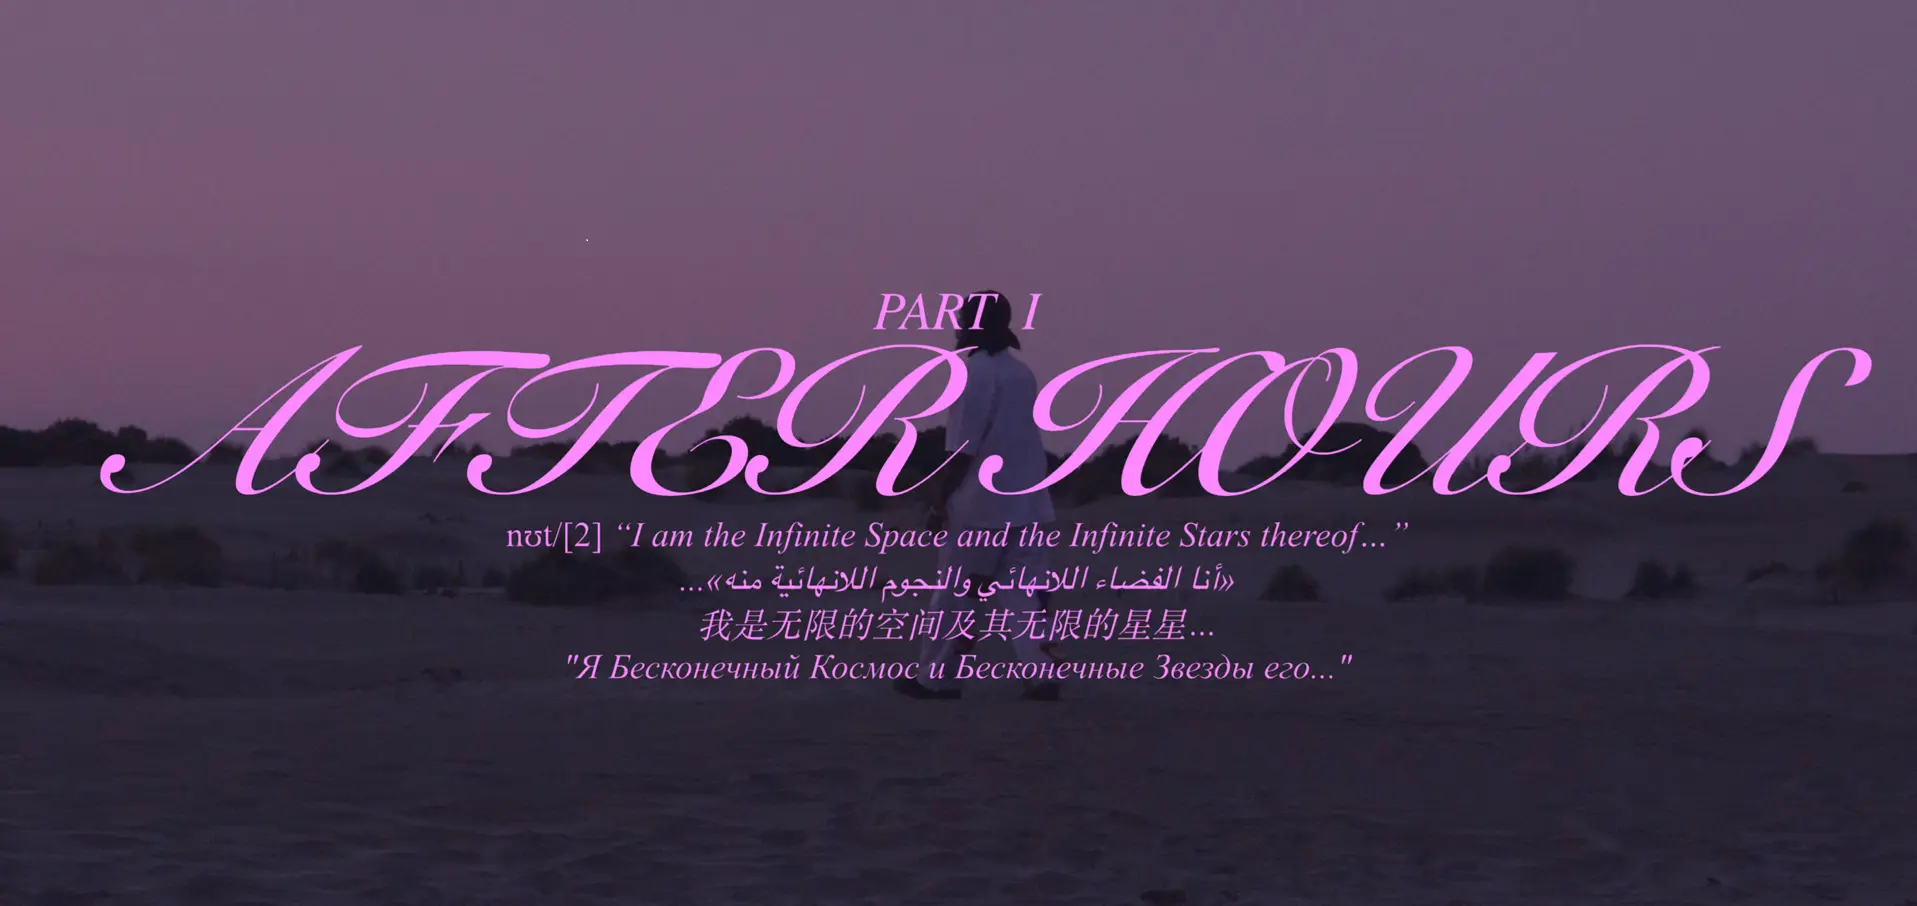 PART I
AFTER HOURS
nʊt/[2] “I am the Infinite Space and the Infinite Stars thereof...”
«أنا الفضاء اللانهائي والنجوم اللانهائية منه»...
我是无限的空间及其无限的星星...
"Я Бесконечный Космос и Бесконечные Звезды его..."